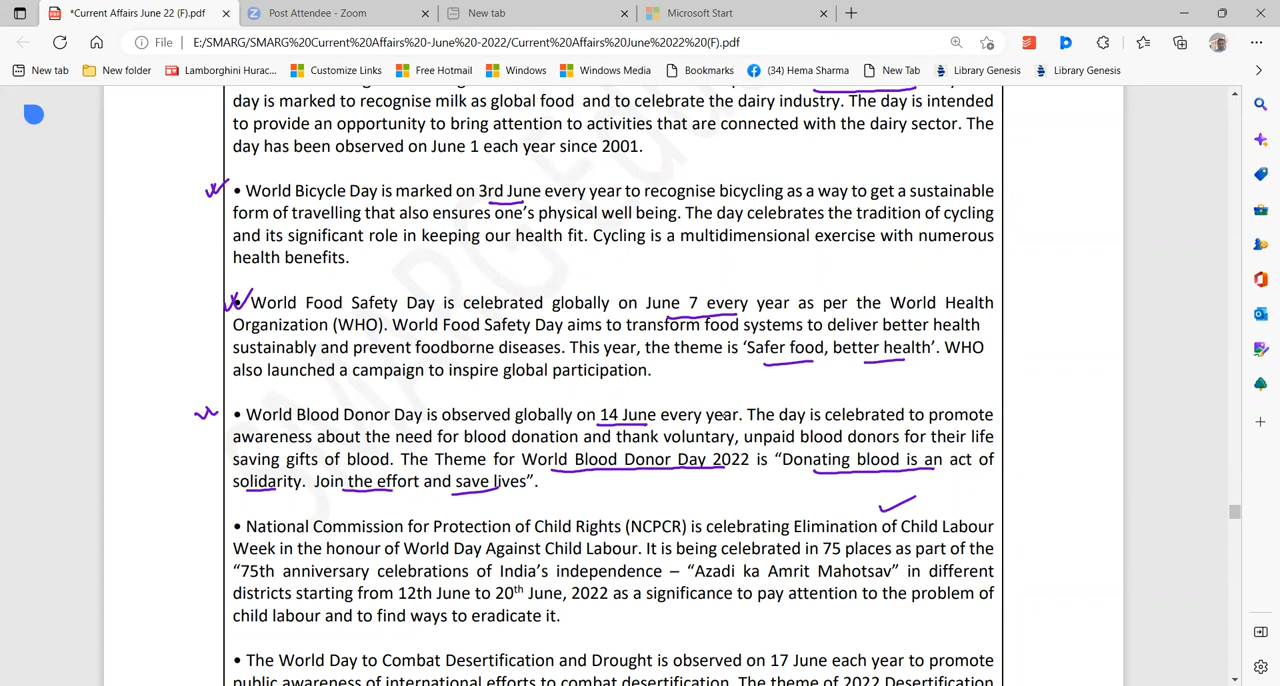 *Current Affairs June 22 (F).pdf
Post Attendee - Zoom
New tab
Microsoft Start
File
E:/SMARG/SMARG%20Current%20Affairs%20-June%20-2022/Current%20Affairs%20June%2022%20(F).pdf
New tab
New folder
Lamborghini Hurac...
Customize Links
Free Hotmail
Windows
Windows Media
Bookmarks
(34) Hema Sharma
New Tab
Library Genesis
Library Genesis
day is marked to recognise milk as global food and to celebrate the dairy industry. The day is intended
to provide an opportunity to bring attention to activities that are connected with the dairy sector. The
day has been observed on June 1 each year since 2001.
• World Bicycle Day is marked on 3rd June every year to recognise bicycling as a way to get a sustainable
form of travelling that also ensures one's physical well being. The day celebrates the tradition of cycling
and its significant role in keeping our health fit. Cycling is a multidimensional exercise with numerous
health benefits.
• World Food Safety Day is celebrated globally on June 7 every year as per the World Health
Organization (WHO). World Food Safety Day aims to transform food systems to deliver better health
sustainably and prevent foodborne diseases. This year, the theme is 'Safer food, better health'. WHO
also launched a campaign to inspire global participation.
• World Blood Donor Day is observed globally on 14 June every year. The day is celebrated to promote
awareness about the need for blood donation and thank voluntary, unpaid blood donors for their life
saving gifts of blood. The Theme for World Blood Donor Day 2022 is “Donating blood is an act of
solidarity. Join the effort and save lives”.
• National Commission for Protection of Child Rights (NCPCR) is celebrating Elimination of Child Labour
Week in the honour of World Day Against Child Labour. It is being celebrated in 75 places as part of the
“75th anniversary celebrations of India's independence – “Azadi ka Amrit Mahotsav” in different
districts starting from 12th June to 20th June, 2022 as a significance to pay attention to the problem of
child labour and to find ways to eradicate it.
• The World Day to Combat Desertification and Drought is observed on 17 June each year to promote
public awareness of international efforts to combat desertification. The theme of 2022 Desertification